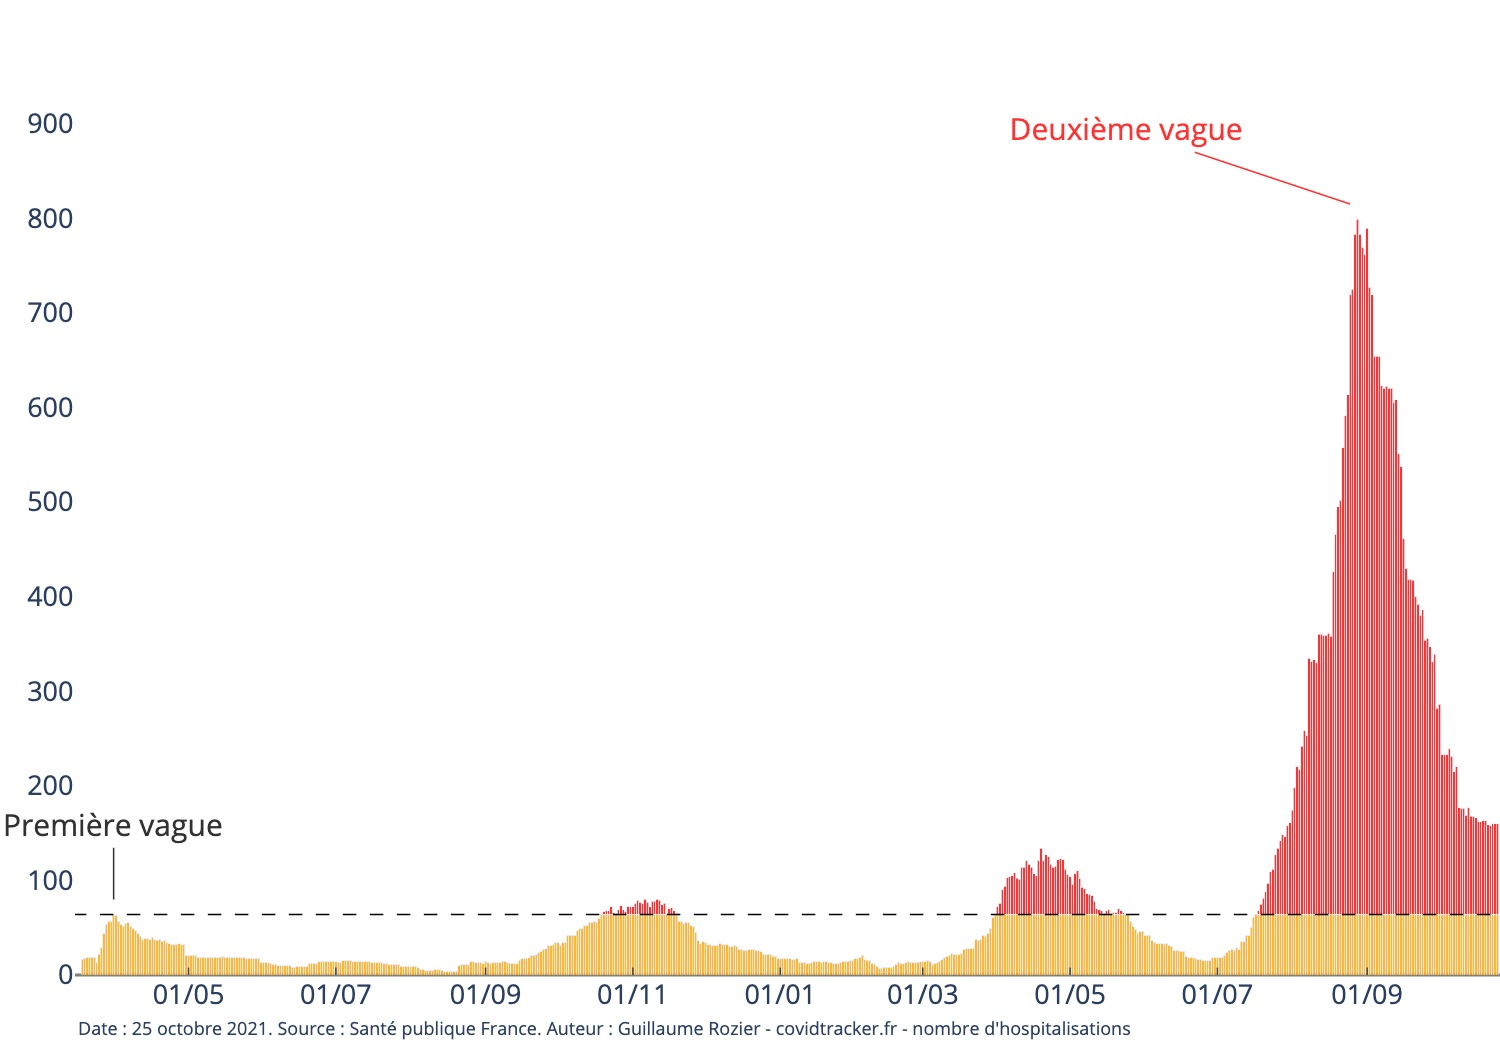 900
Deuxième vague
800
700
600
500
400
300
200
Première vague
100
0
01/05 01/07 01/09 01/11 01/01 01/03 01/05 01/07 01/09
Date : 25 octobre 2021. Source : Santé publique France. Auteur : Guillaume Rozier - covidtracker.fr - nombre d'hospitalisations